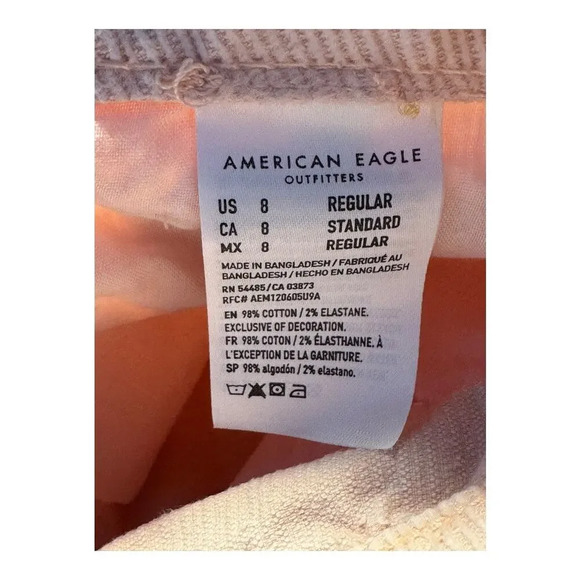 AMERICAN EAGLE
OUTFITTERS
US 8 REGULAR
CA 8 STANDARD
MX 8 REGULAR
MADE IN BANGLADESH / FABRIQUÉ AU
BANGLADESH / HECHO EN BANGLADESH
RN 54485/CA 03873
RFC# AEM120605U9A
EN 98% COTTON / 2% ELASTANE.
EXCLUSIVE OF DECORATION.
FR 98% COTON / 2% ÉLASTHANNE. À
L'EXCEPTION DE LA GARNITURE.
SP 98% algodón / 2% elastano.